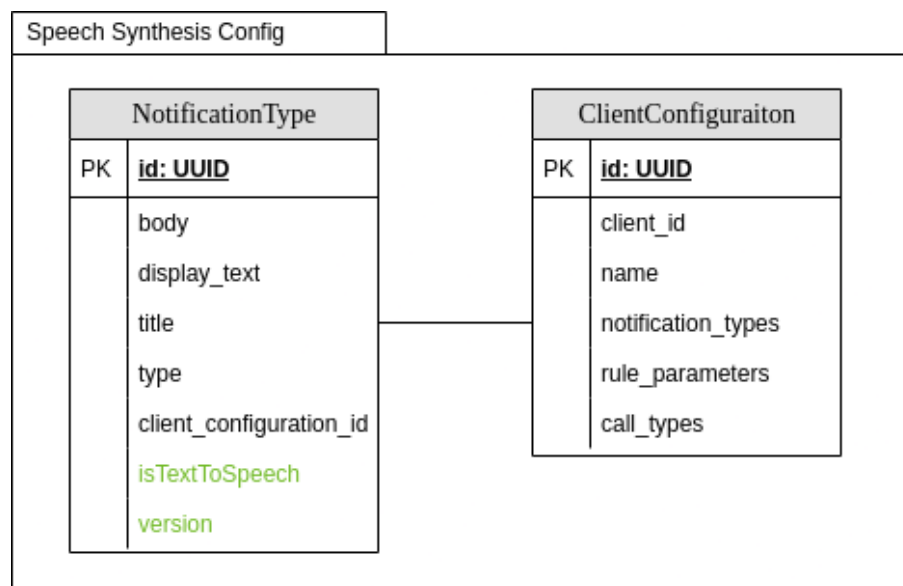 Speech Synthesis Config
NotificationType
PK id: UUID
body
display_text
title
type
client_configuration_id
isTextToSpeech
version
ClientConfiguraiton
PK id: UUID
client_id
name
notification_types
rule_parameters
call_types